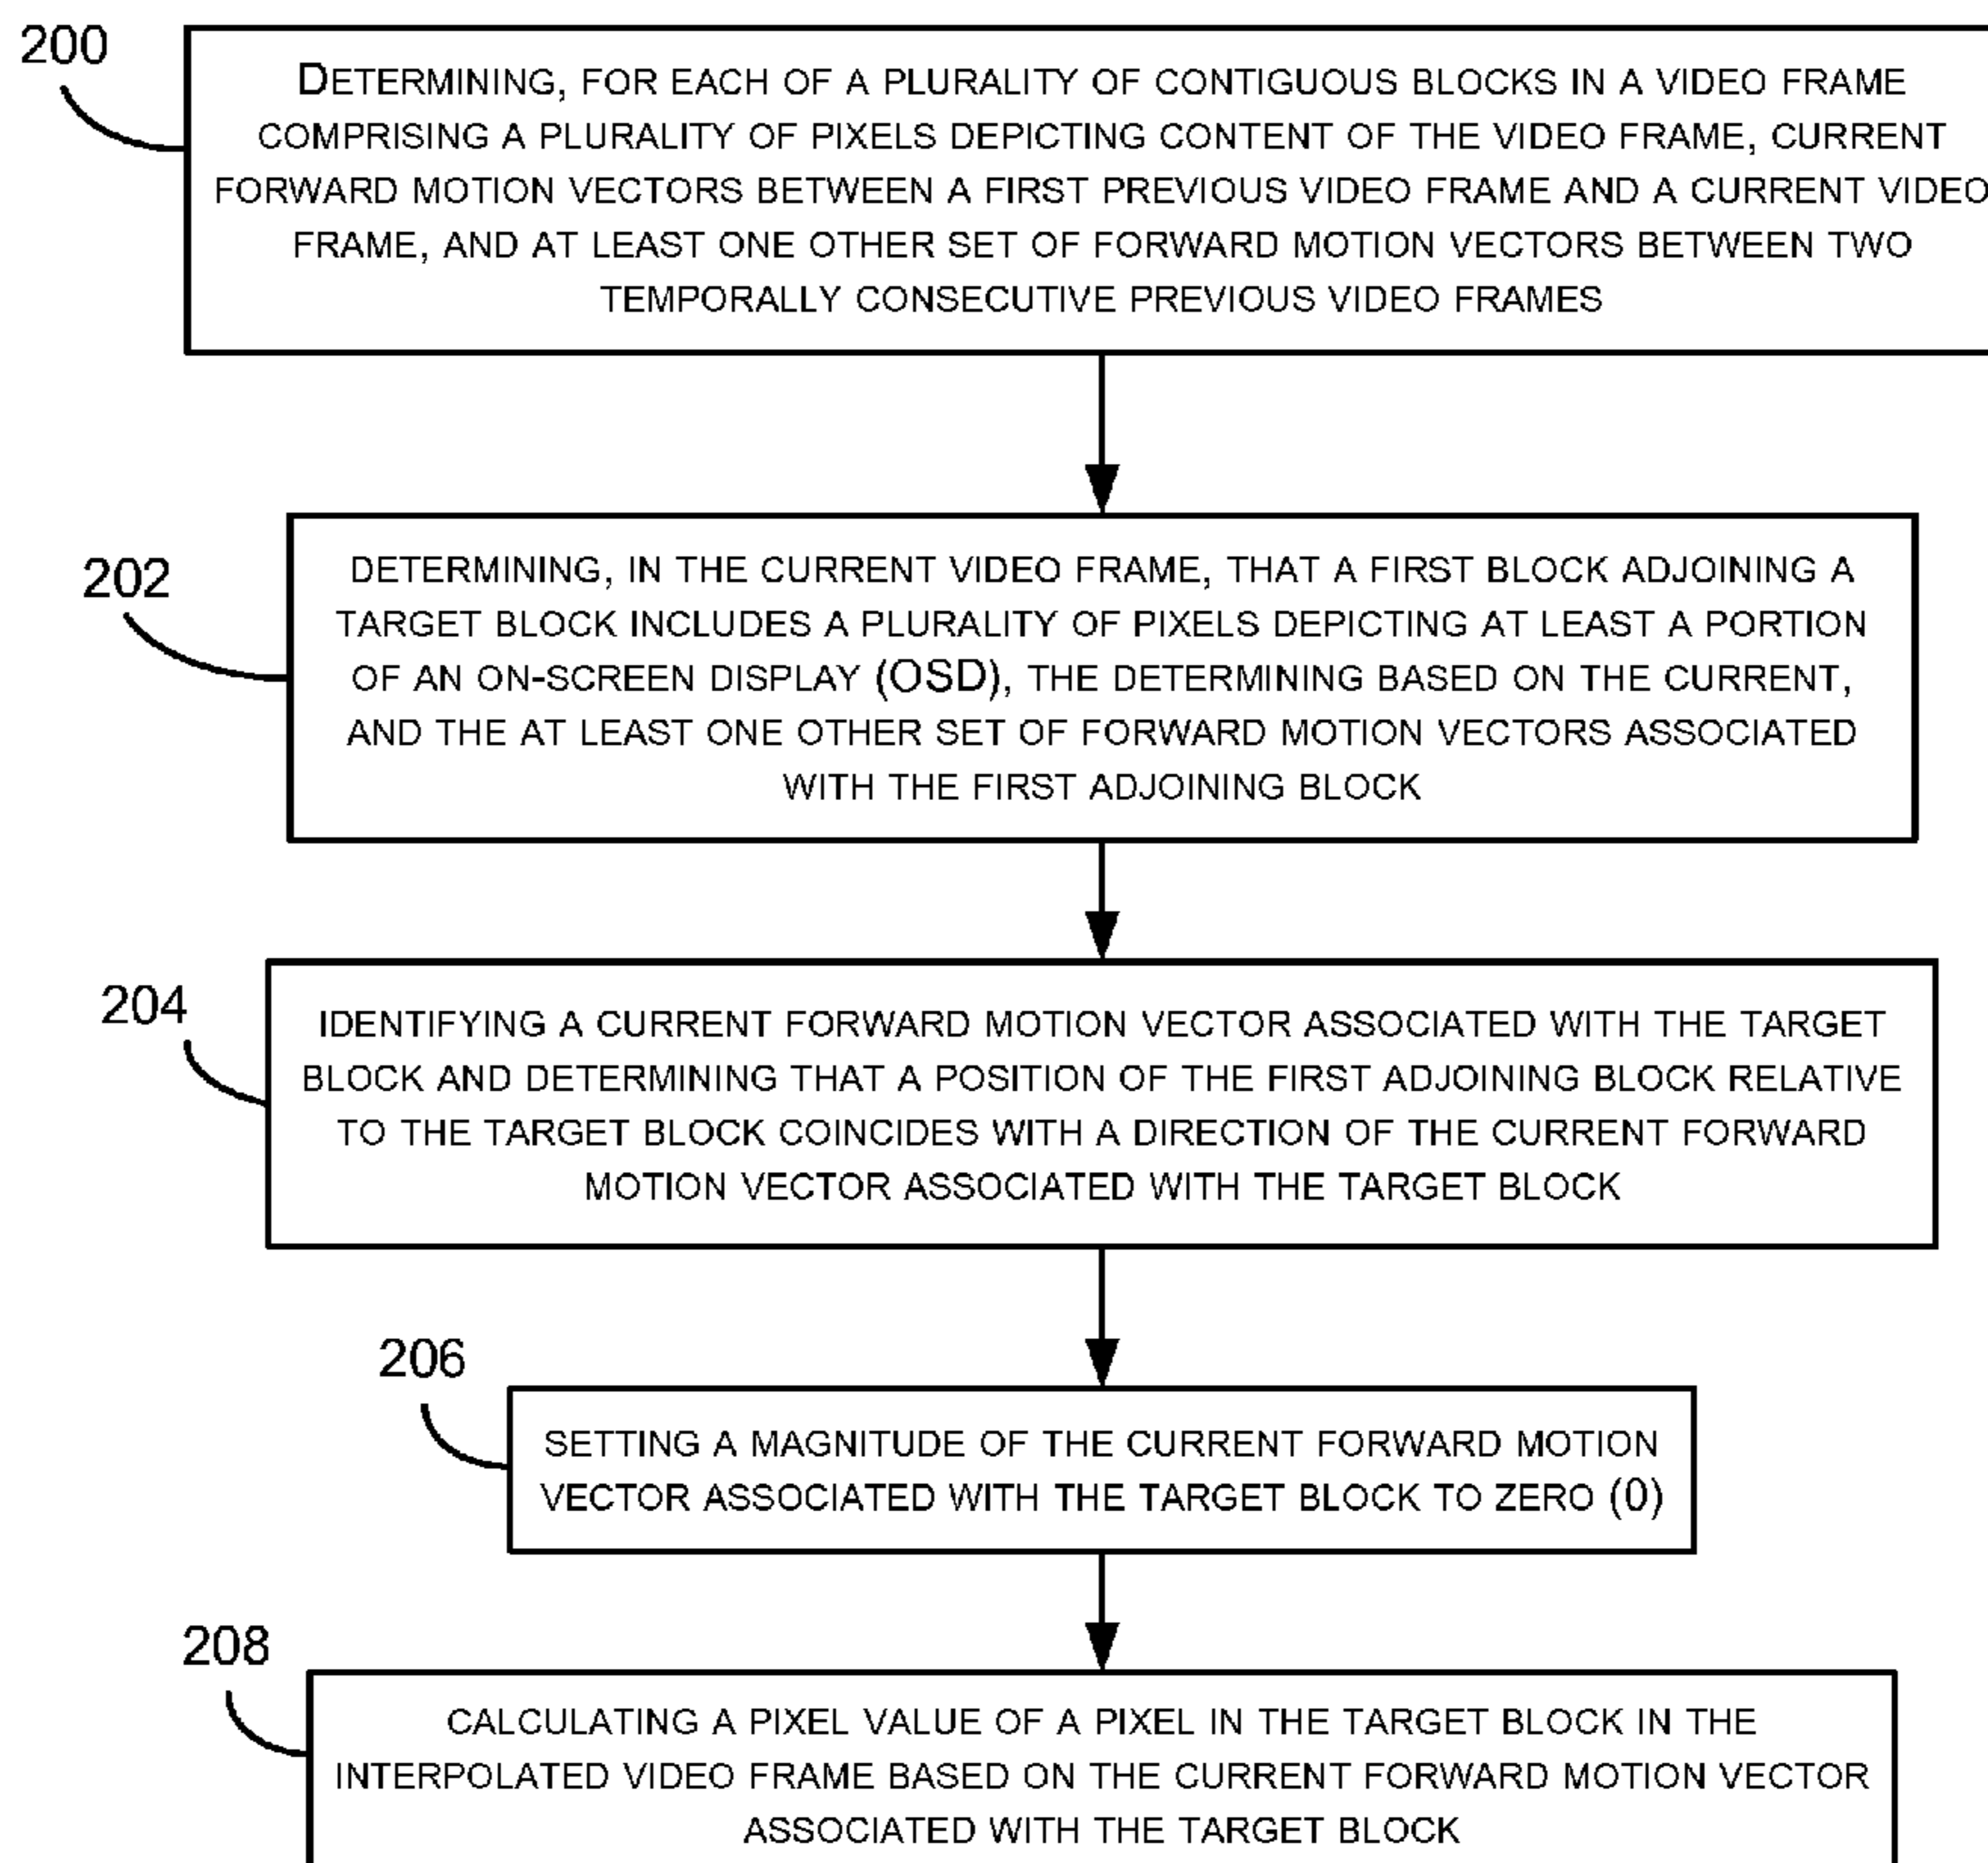 200
DETERMINING, FOR EACH OF A PLURALITY OF CONTIGUOUS BLOCKS IN A VIDEO FRAME
COMPRISING A PLURALITY OF PIXELS DEPICTING CONTENT OF THE VIDEO FRAME, CURRENT
FORWARD MOTION VECTORS BETWEEN A FIRST PREVIOUS VIDEO FRAME AND A CURRENT VIDEO
FRAME, AND AT LEAST ONE OTHER SET OF FORWARD MOTION VECTORS BETWEEN TWO
TEMPORALLY CONSECUTIVE PREVIOUS VIDEO FRAMES
202
DETERMINING, IN THE CURRENT VIDEO FRAME, THAT A FIRST BLOCK ADJOINING A
TARGET BLOCK INCLUDES A PLURALITY OF PIXELS DEPICTING AT LEAST A PORTION
OF AN ON-SCREEN DISPLAY (OSD), THE DETERMINING BASED ON THE CURRENT,
AND THE AT LEAST ONE OTHER SET OF FORWARD MOTION VECTORS ASSOCIATED
WITH THE FIRST ADJOINING BLOCK
204
IDENTIFYING A CURRENT FORWARD MOTION VECTOR ASSOCIATED WITH THE TARGET
BLOCK AND DETERMINING THAT A POSITION OF THE FIRST ADJOINING BLOCK RELATIVE
TO THE TARGET BLOCK COINCIDES WITH A DIRECTION OF THE CURRENT FORWARD
MOTION VECTOR ASSOCIATED WITH THE TARGET BLOCK
206
SETTING A MAGNITUDE OF THE CURRENT FORWARD MOTION
VECTOR ASSOCIATED WITH THE TARGET BLOCK TO ZERO (0)
208
CALCULATING A PIXEL VALUE OF A PIXEL IN THE TARGET BLOCK IN THE
INTERPOLATED VIDEO FRAME BASED ON THE CURRENT FORWARD MOTION VECTOR
ASSOCIATED WITH THE TARGET BLOCK